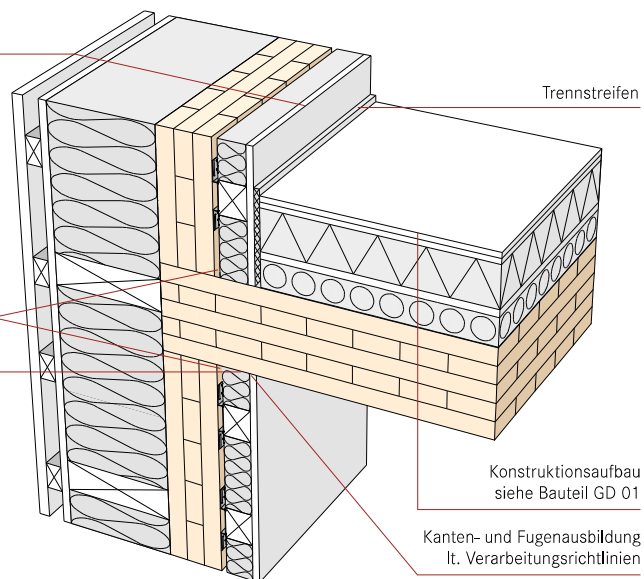 Trennstreifen
Konstruktionsaufbau
siehe Bauteil GD 01
Kanten- und Fugenausbildung
lt. Verarbeitungsrichtlinien